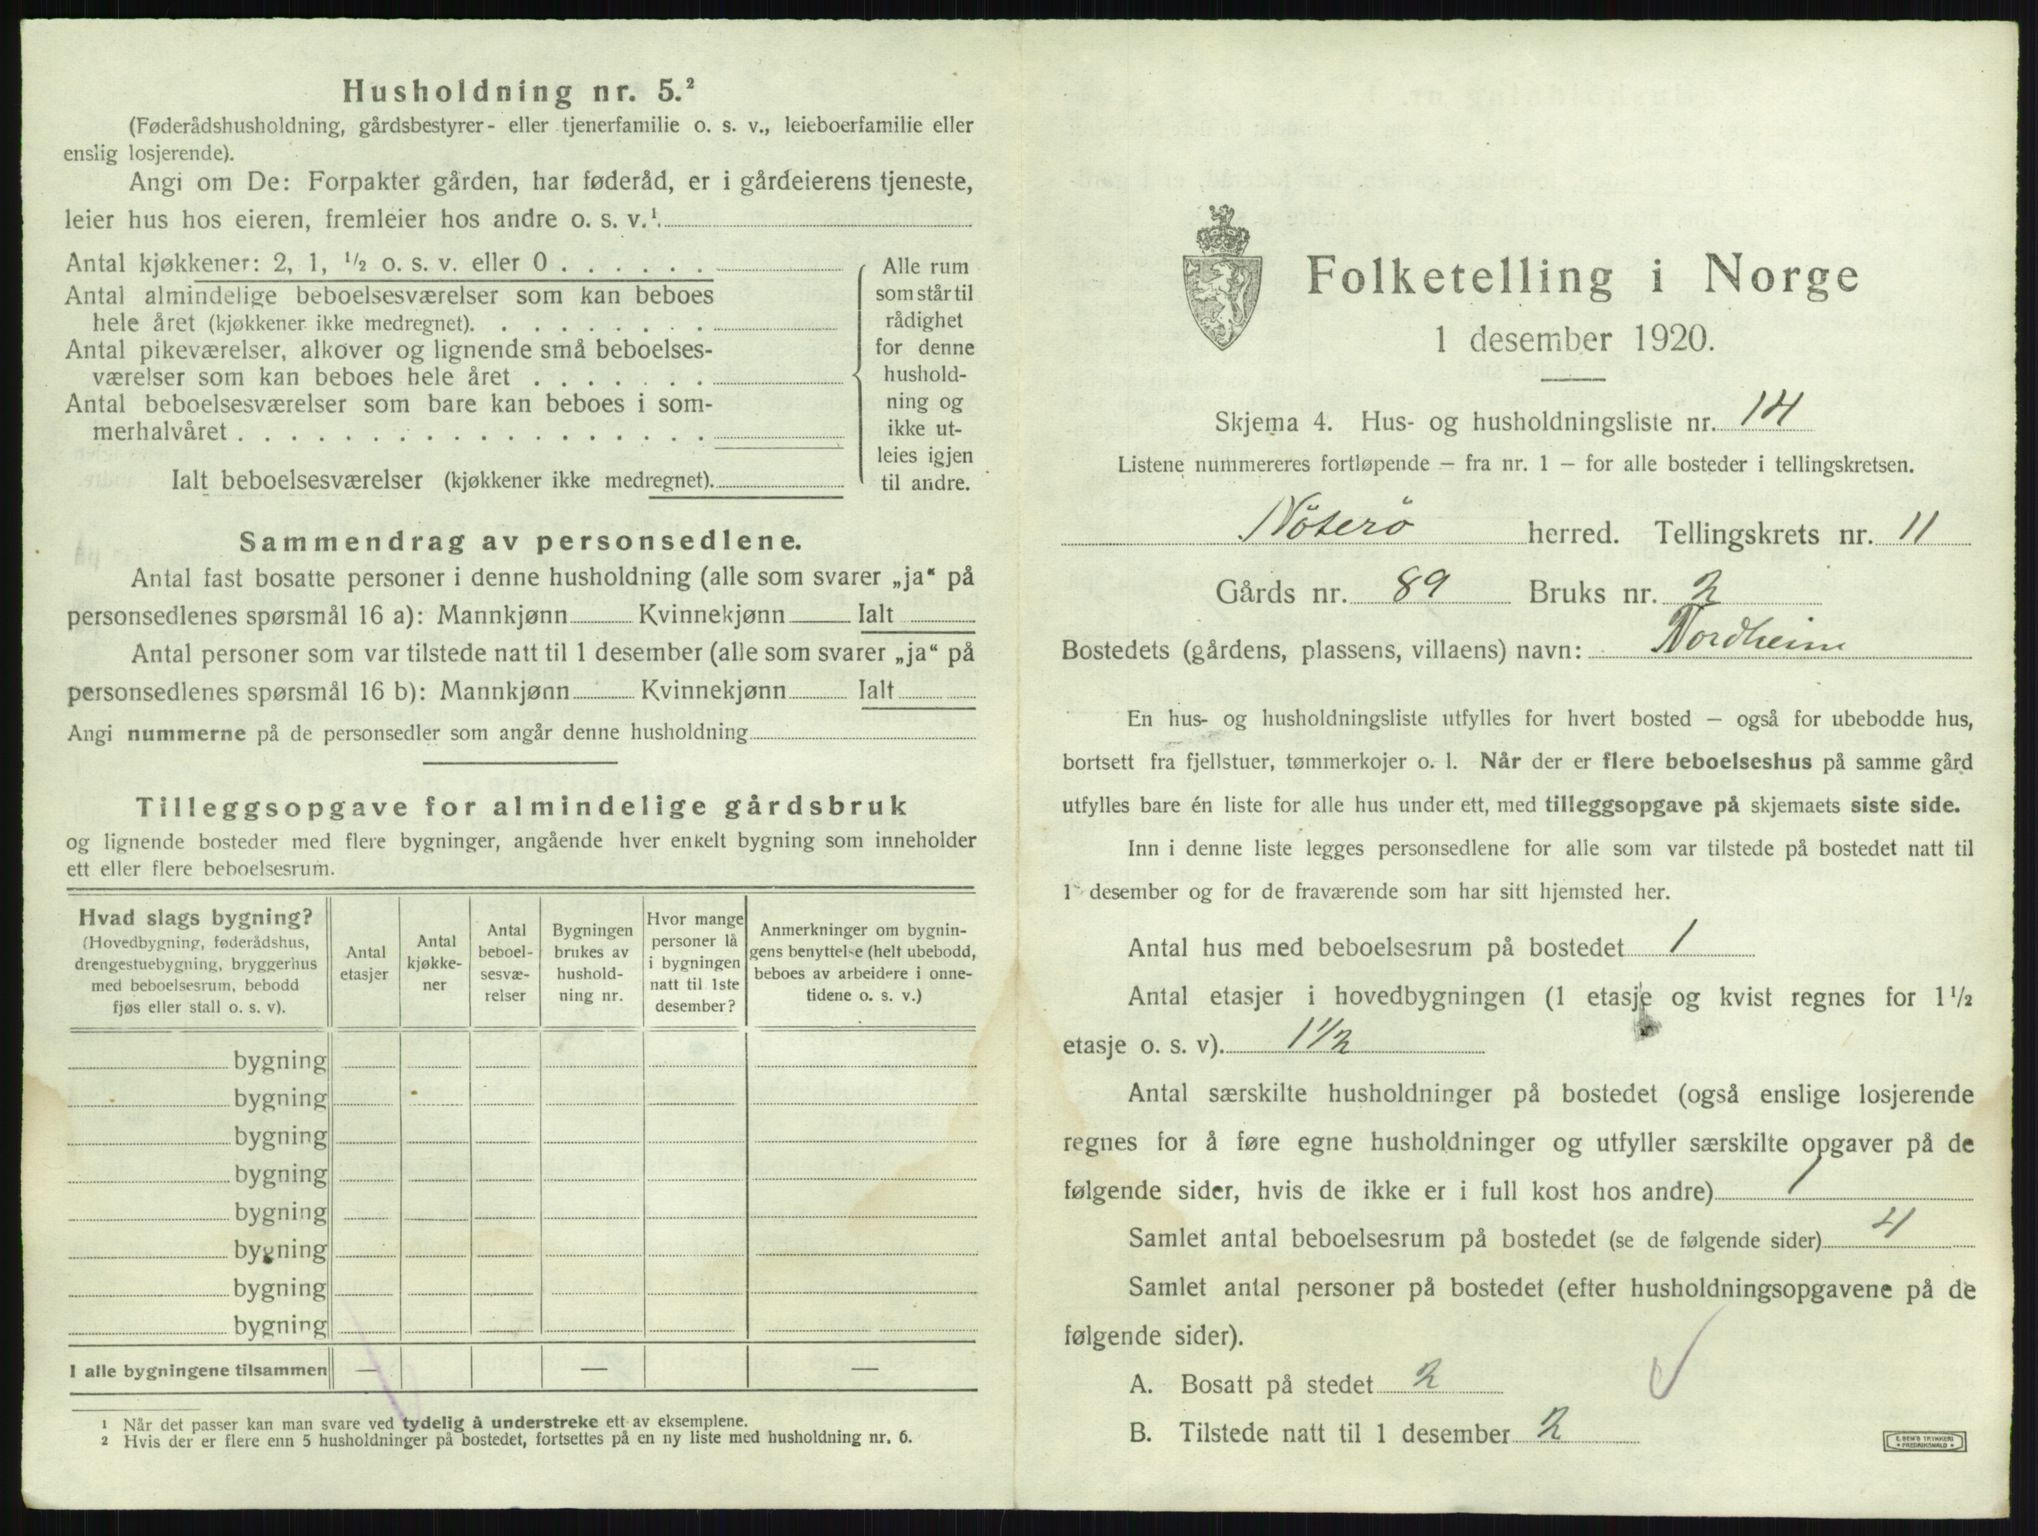 Husholdning nr. 5.²
(Føderådshusholdning, gårdsbestyrer- eller tjenerfamilie o. s. v., leieboerfamilie eller
enslig losjerende).
Angi om De: Forpakter gården, har føderåd, er i gårdeierens tjeneste,
leier hus hos eieren, fremleier hos andre o. s. v.¹
Antal kjøkkener: 2, 1, ½ o. s. v. eller 0 . . . . . .
Antal almindelige beboelsesværelser som kan beboes
hele året (kjøkkener ikke medregnet). . . . . . . . .
Antal pikeværelser, alkover og lignende små beboelses-
værelser som kan beboes hele året . . . . . . .
Antal beboelsesværelser som bare kan beboes i som-
merhalvåret . . . . . . . . . . . . . . . . . .
Ialt beboelsesværelser (kjøkkener ikke medregnet).
Alle rum
som står til
rådighet
for denne
hushold-
ning og
ikke ut-
leies igjen
til andre.
Sammendrag av personsedlene.
Antal fast bosatte personer i denne husholdning (alle som svarer „ja“ på
personsedlenes spørsmål 16 a): Mannkjønn Kvinnekjønn Ialt
Antal personer som var tilstede natt til 1 desember (alle som svarer „ja“ på
personsedlenes spørsmål 16 b): Mannkjønn Kvinnekjønn Ialt
Angi nummerne på de personsedler som angår denne husholdning
Tilleggsopgave for almindelige gårdsbruk
og lignende bosteder med flere bygninger, angående hver enkelt bygning som inneholder
ett eller flere beboelsesrum.
Hvad slags bygning?
(Hovedbygning, føderådshus,
drengestuebygning, bryggerhus
med beboelsesrum, bebodd
fjøs eller stall o. s. v).
Antal
etasjer
Antal
kjøkke-
ner
Antal
beboel-
sesvæ-
relser
Bygningen
brukes av
hushold-
ning nr.
Hvor mange
personer lå
i bygningen
natt til 1ste
desember?
Anmerkninger om bygnin-
gens benyttelse (helt ubebodd,
beboes av arbeidere i onne-
tidene o. s. v.)
bygning
bygning
bygning
bygning
bygning
bygning
bygning
bygning
I alle bygningene tilsammen — — —
¹ Når det passer kan man svare ved tydelig å understreke ett av eksemplene.
² Hvis der er flere enn 5 husholdninger på bostedet, fortsettes på en ny liste med husholdning nr. 6.
Folketelling i Norge
1 desember 1920.
Skjema 4. Hus- og husholdningsliste nr. 14
Listene nummereres fortløpende — fra nr. 1 — for alle bosteder i tellingskretsen.
Nöterö herred. Tellingskrets nr. 11
Gårds nr. 89 Bruks nr. 2
Bostedets (gårdens, plassens, villaens) navn: Nordheim
En hus- og husholdningsliste utfylles for hvert bosted — også for ubebodde hus,
bortsett fra fjellstuer, tømmerkojer o. l. Når der er flere beboelseshus på samme gård
utfylles bare én liste for alle hus under ett, med tilleggsopgave på skjemaets siste side.
Inn i denne liste legges personsedlene for alle som var tilstede på bostedet natt til
1 desember og for de fraværende som har sitt hjemsted her.
Antal hus med beboelsesrum på bostedet 1
Antal etasjer i hovedbygningen (1 etasje og kvist regnes for 1½
etasje o. s. v). 1½
Antal særskilte husholdninger på bostedet (også enslige losjerende
regnes for å føre egne husholdninger og utfyller særskilte opgaver på de
følgende sider, hvis de ikke er i full kost hos andre) 1
Samlet antal beboelsesrum på bostedet (se de følgende sider) 4
Samlet antal personer på bostedet (efter husholdningsopgavene på de
følgende sider).
A. Bosatt på stedet 2
B. Tilstede natt til 1 desember 2
E. SEM'S TRYKKERI
FREDRIKSHALD